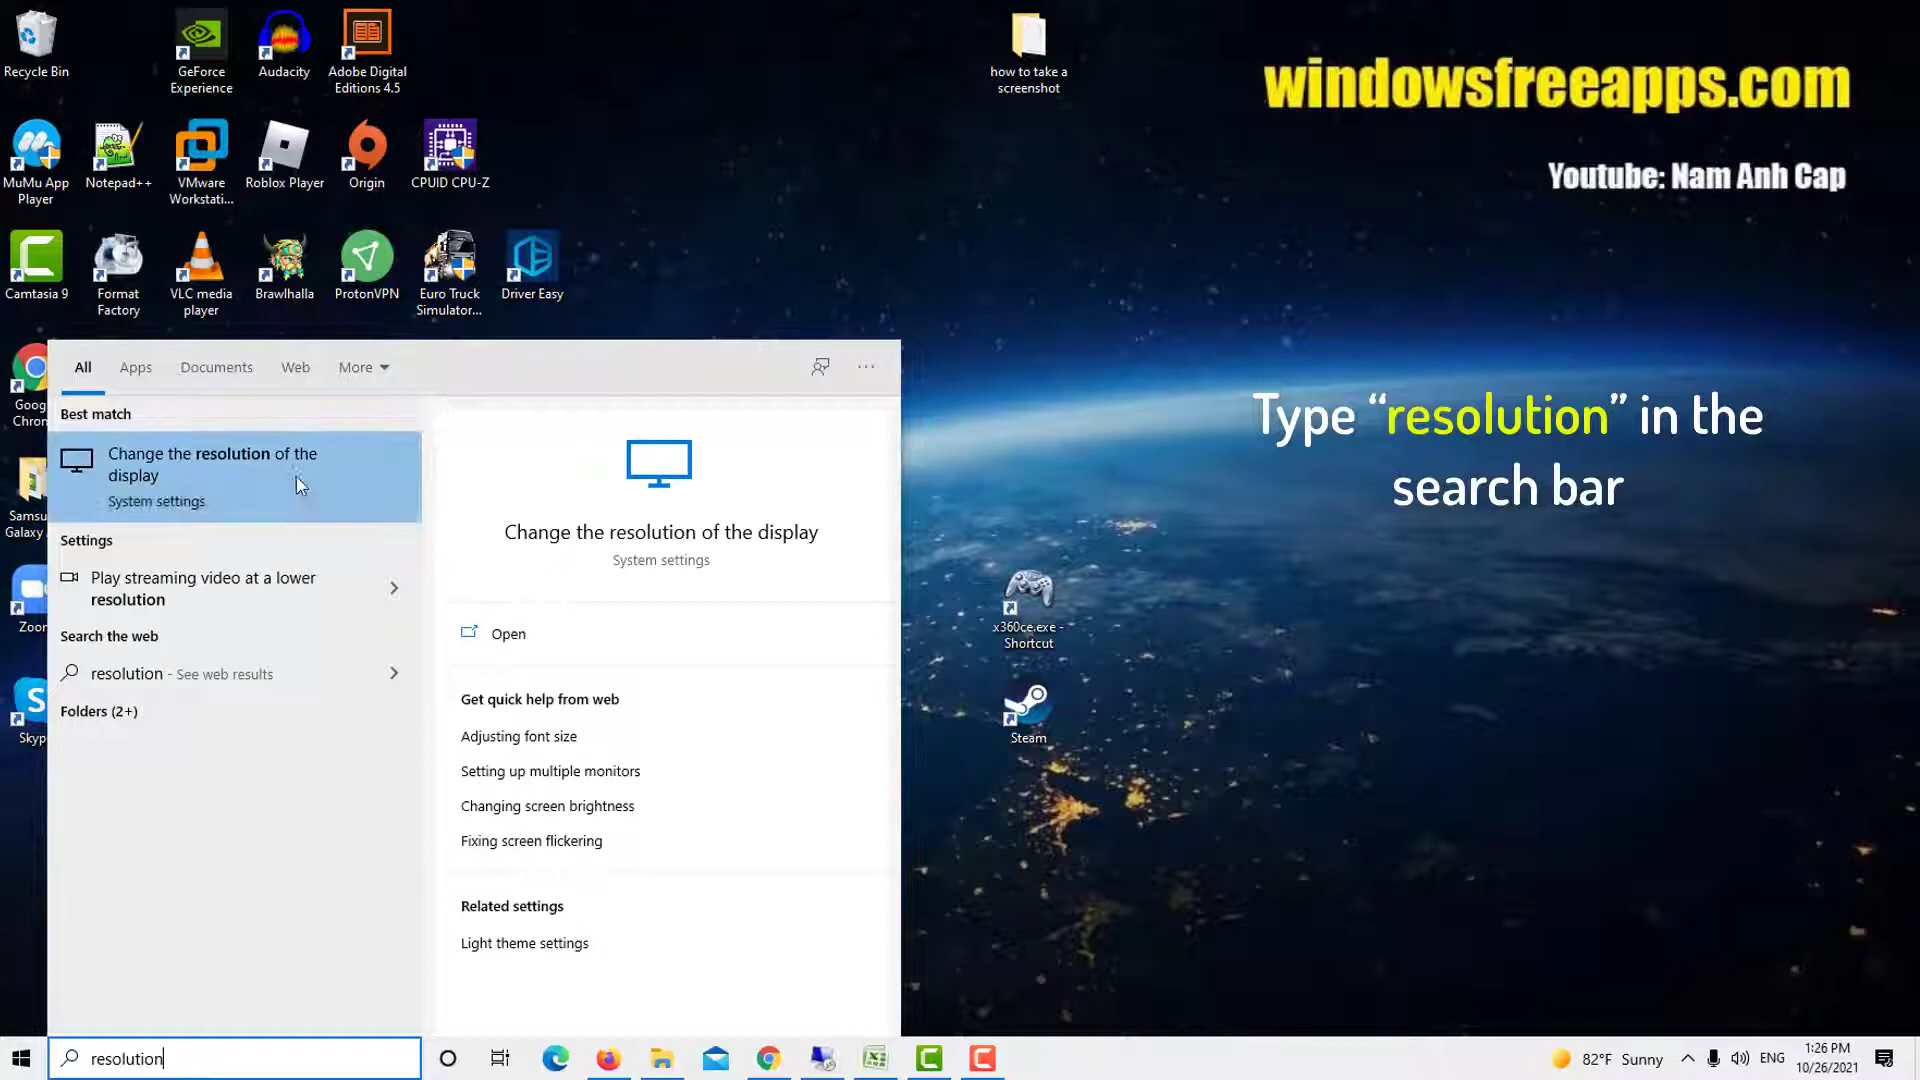 Recycle Bin
GeForce
Experience
Audacity
Adobe Digital
Editions 4.5
how to take a
screenshot
windowsfreeapps.com
Youtube: Nam Anh Cap
MuMu App
Player
Notepad++
VMware
Workstati...
Roblox Player
Origin
CPUID CPU-Z
Camtasia 9
Format
Factory
VLC media
player
Brawlhalla
ProtonVPN
Euro Truck
Simulator...
Driver Easy
All
Apps
Documents
Web
More
Best match
Change the resolution of the
display
System settings
Settings
Play streaming video at a lower
resolution
Search the web
resolution - See web results
Folders (2+)
Change the resolution of the display
System settings
Open
Get quick help from web
Adjusting font size
Setting up multiple monitors
Changing screen brightness
Fixing screen flickering
Related settings
Light theme settings
Type “resolution” in the
search bar
x360ce.exe -
Shortcut
Steam
resolution
82°F Sunny
ENG
1:26 PM
10/26/2021